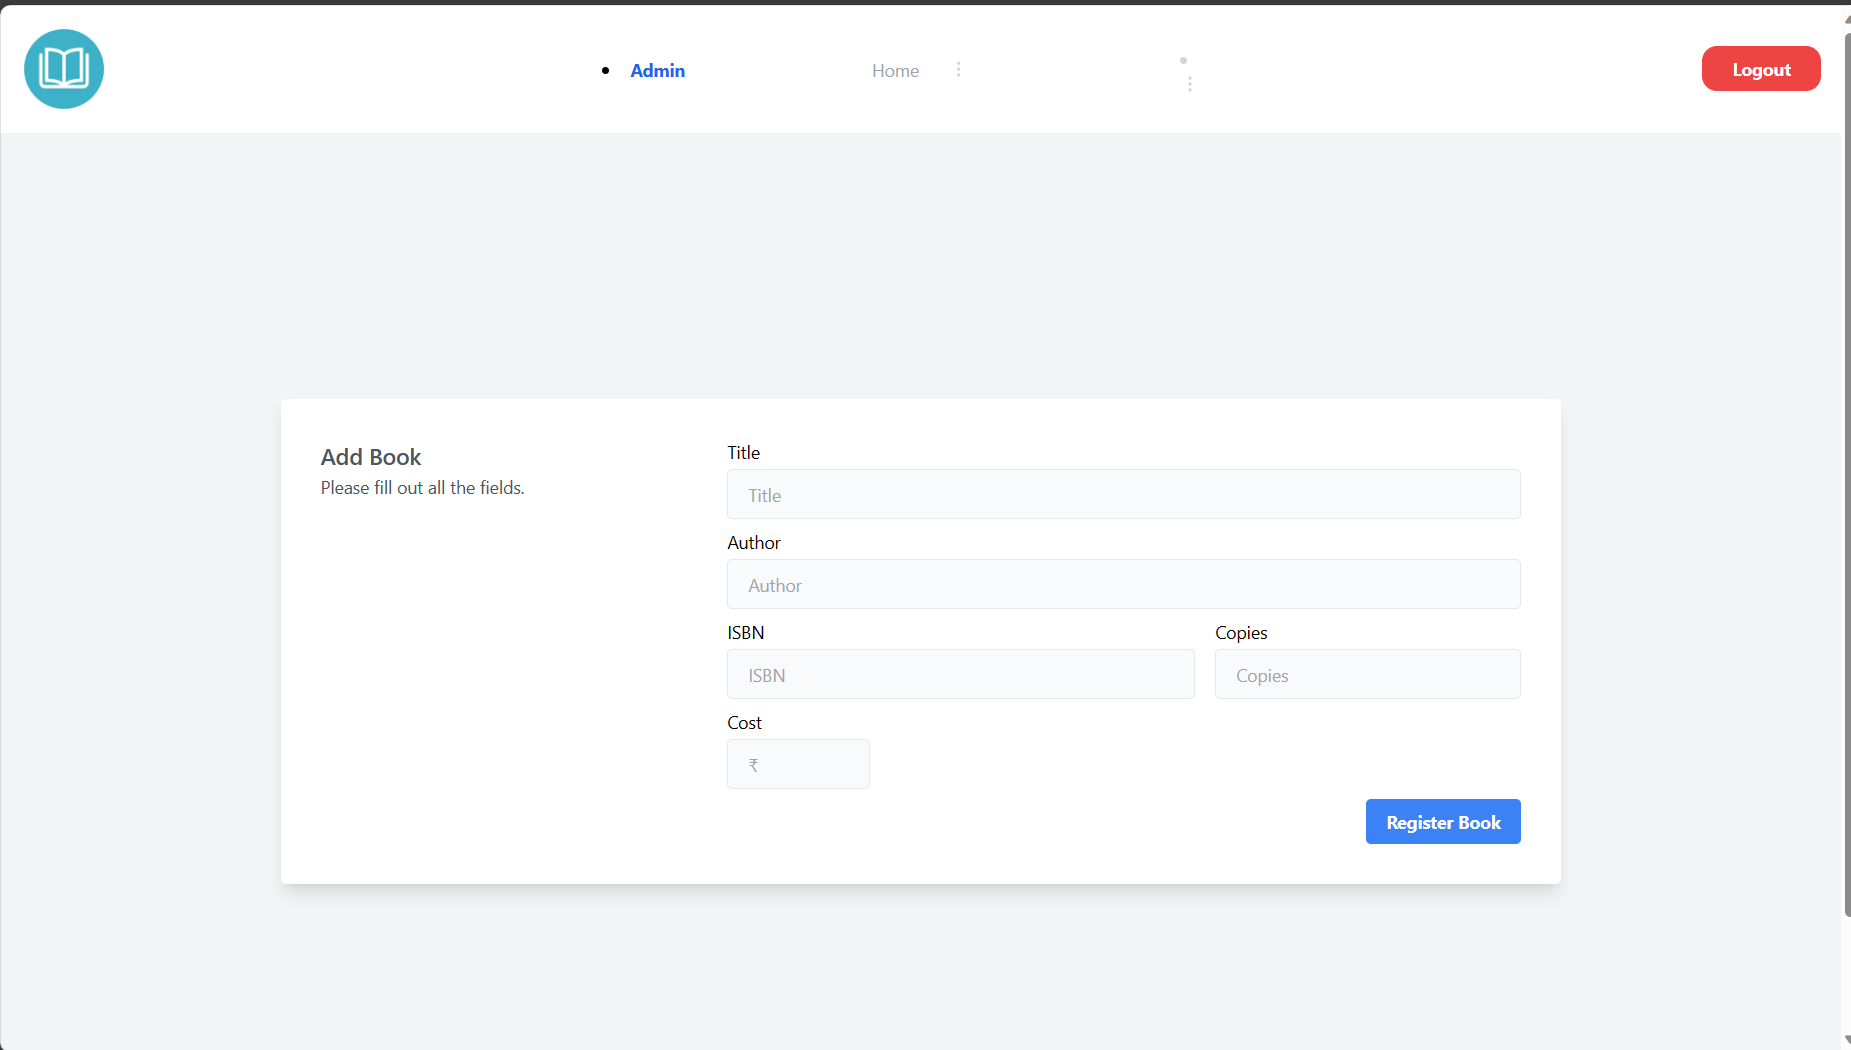 Admin
Home
Logout
Add Book
Please fill out all the fields.
Title
Title
Author
Author
ISBN
Copies
ISBN
Copies
Cost
₹
Register Book